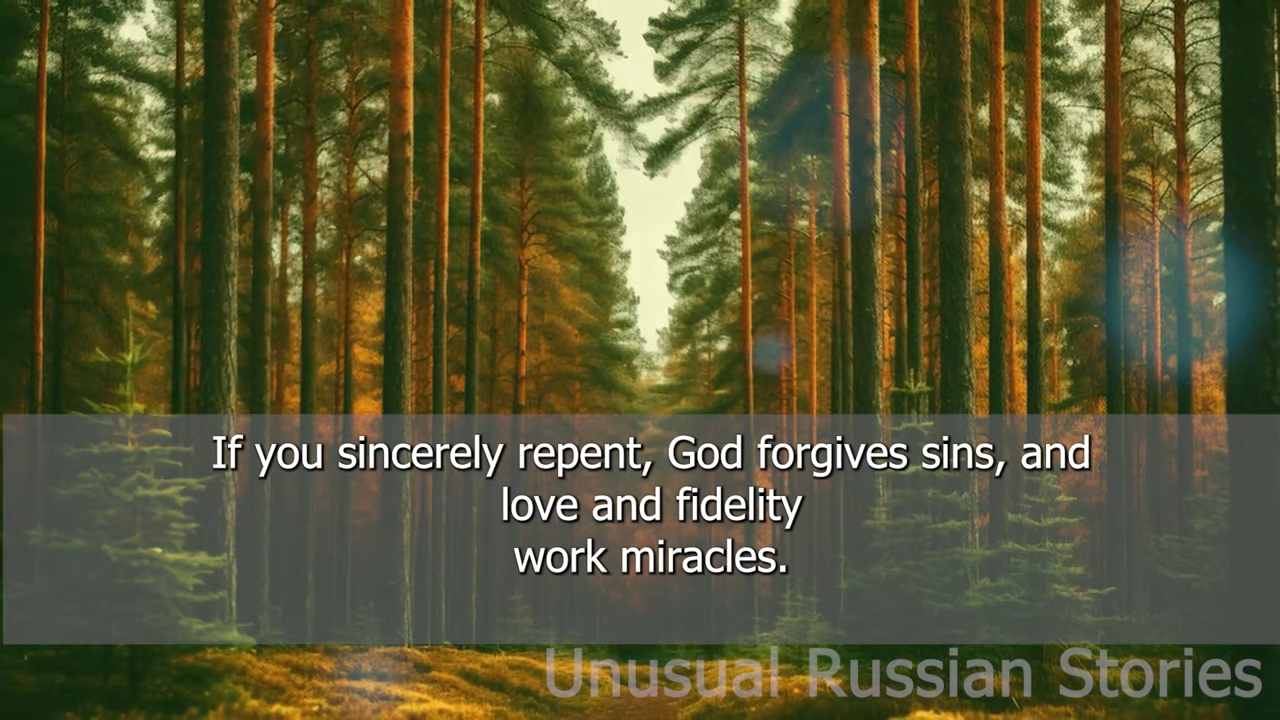 If you sincerely repent, God forgives sins, and
love and fidelity
work miracles.
Unusual Russian Stories